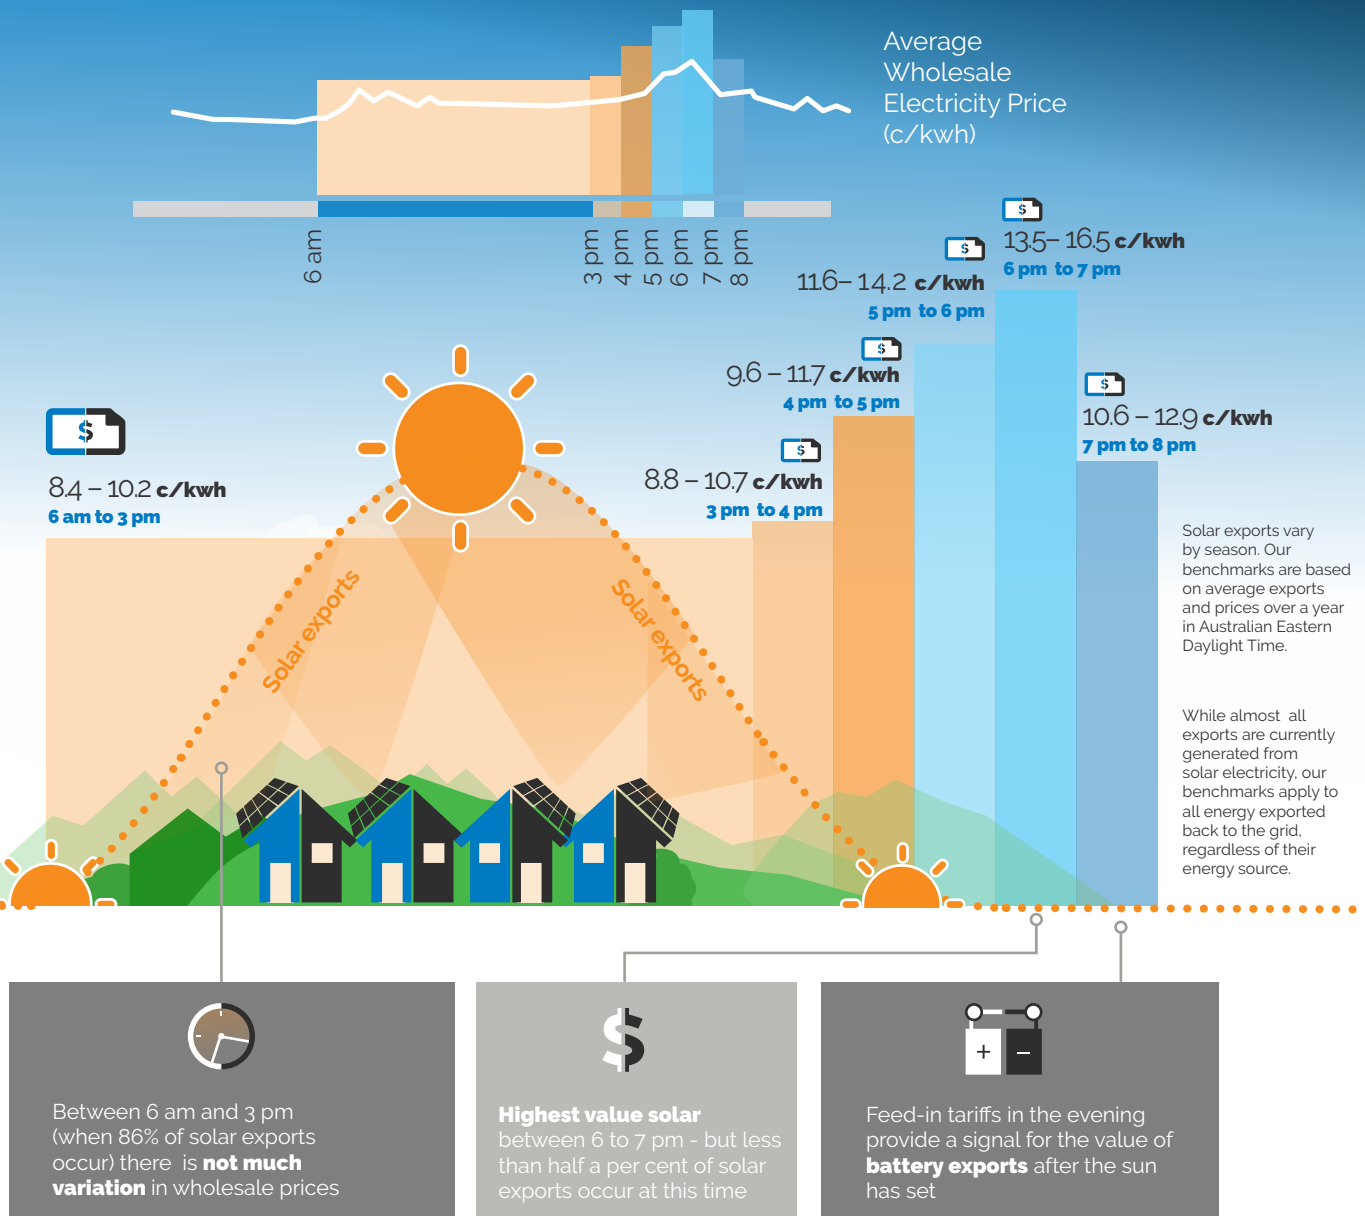 Average
Wholesale
Electricity Price
(c/kwh)
6 am
3 pm
4 pm
5 pm
6 pm
7 pm
8 pm
$
13.5– 16.5 c/kwh
6 pm to 7 pm
$
11.6– 14.2 c/kwh
5 pm to 6 pm
$
9.6 – 11.7 c/kwh
4 pm to 5 pm
$
10.6 – 12.9 c/kwh
7 pm to 8 pm
$
8.8 – 10.7 c/kwh
3 pm to 4 pm
$
8.4 – 10.2 c/kwh
6 am to 3 pm
Solar exports
Solar exports
Solar exports vary
by season. Our
benchmarks are based
on average exports
and prices over a year
in Australian Eastern
Daylight Time.
While almost all
exports are currently
generated from
solar electricity, our
benchmarks apply to
all energy exported
back to the grid,
regardless of their
energy source.
Between 6 am and 3 pm
(when 86% of solar exports
occur) there is not much
variation in wholesale prices
$
Highest value solar
between 6 to 7 pm - but less
than half a per cent of solar
exports occur at this time
+ –
Feed-in tariffs in the evening
provide a signal for the value of
battery exports after the sun
has set